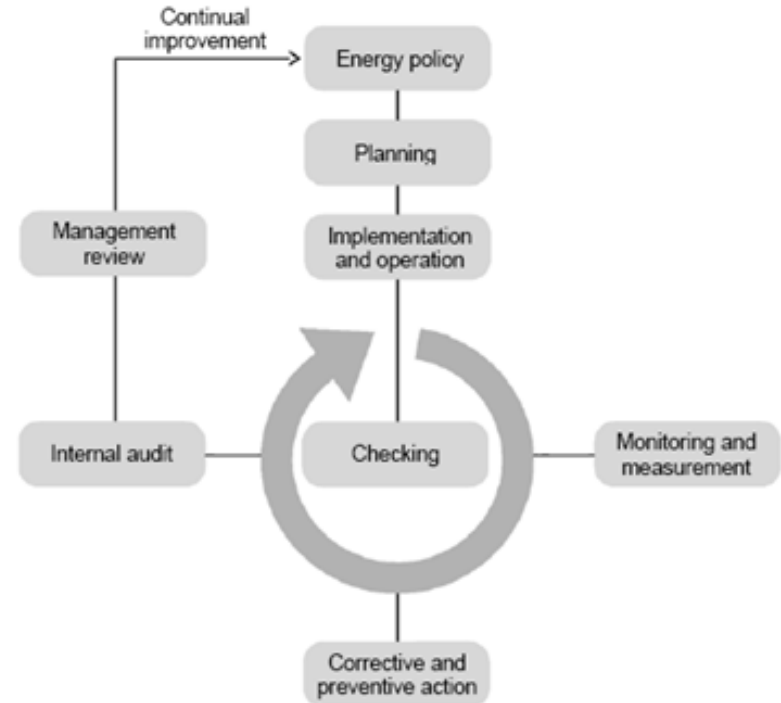 Continual
improvement
Energy policy
Planning
Management
review
Implementation
and operation
Internal audit
Checking
Monitoring and
measurement
Corrective and
preventive action